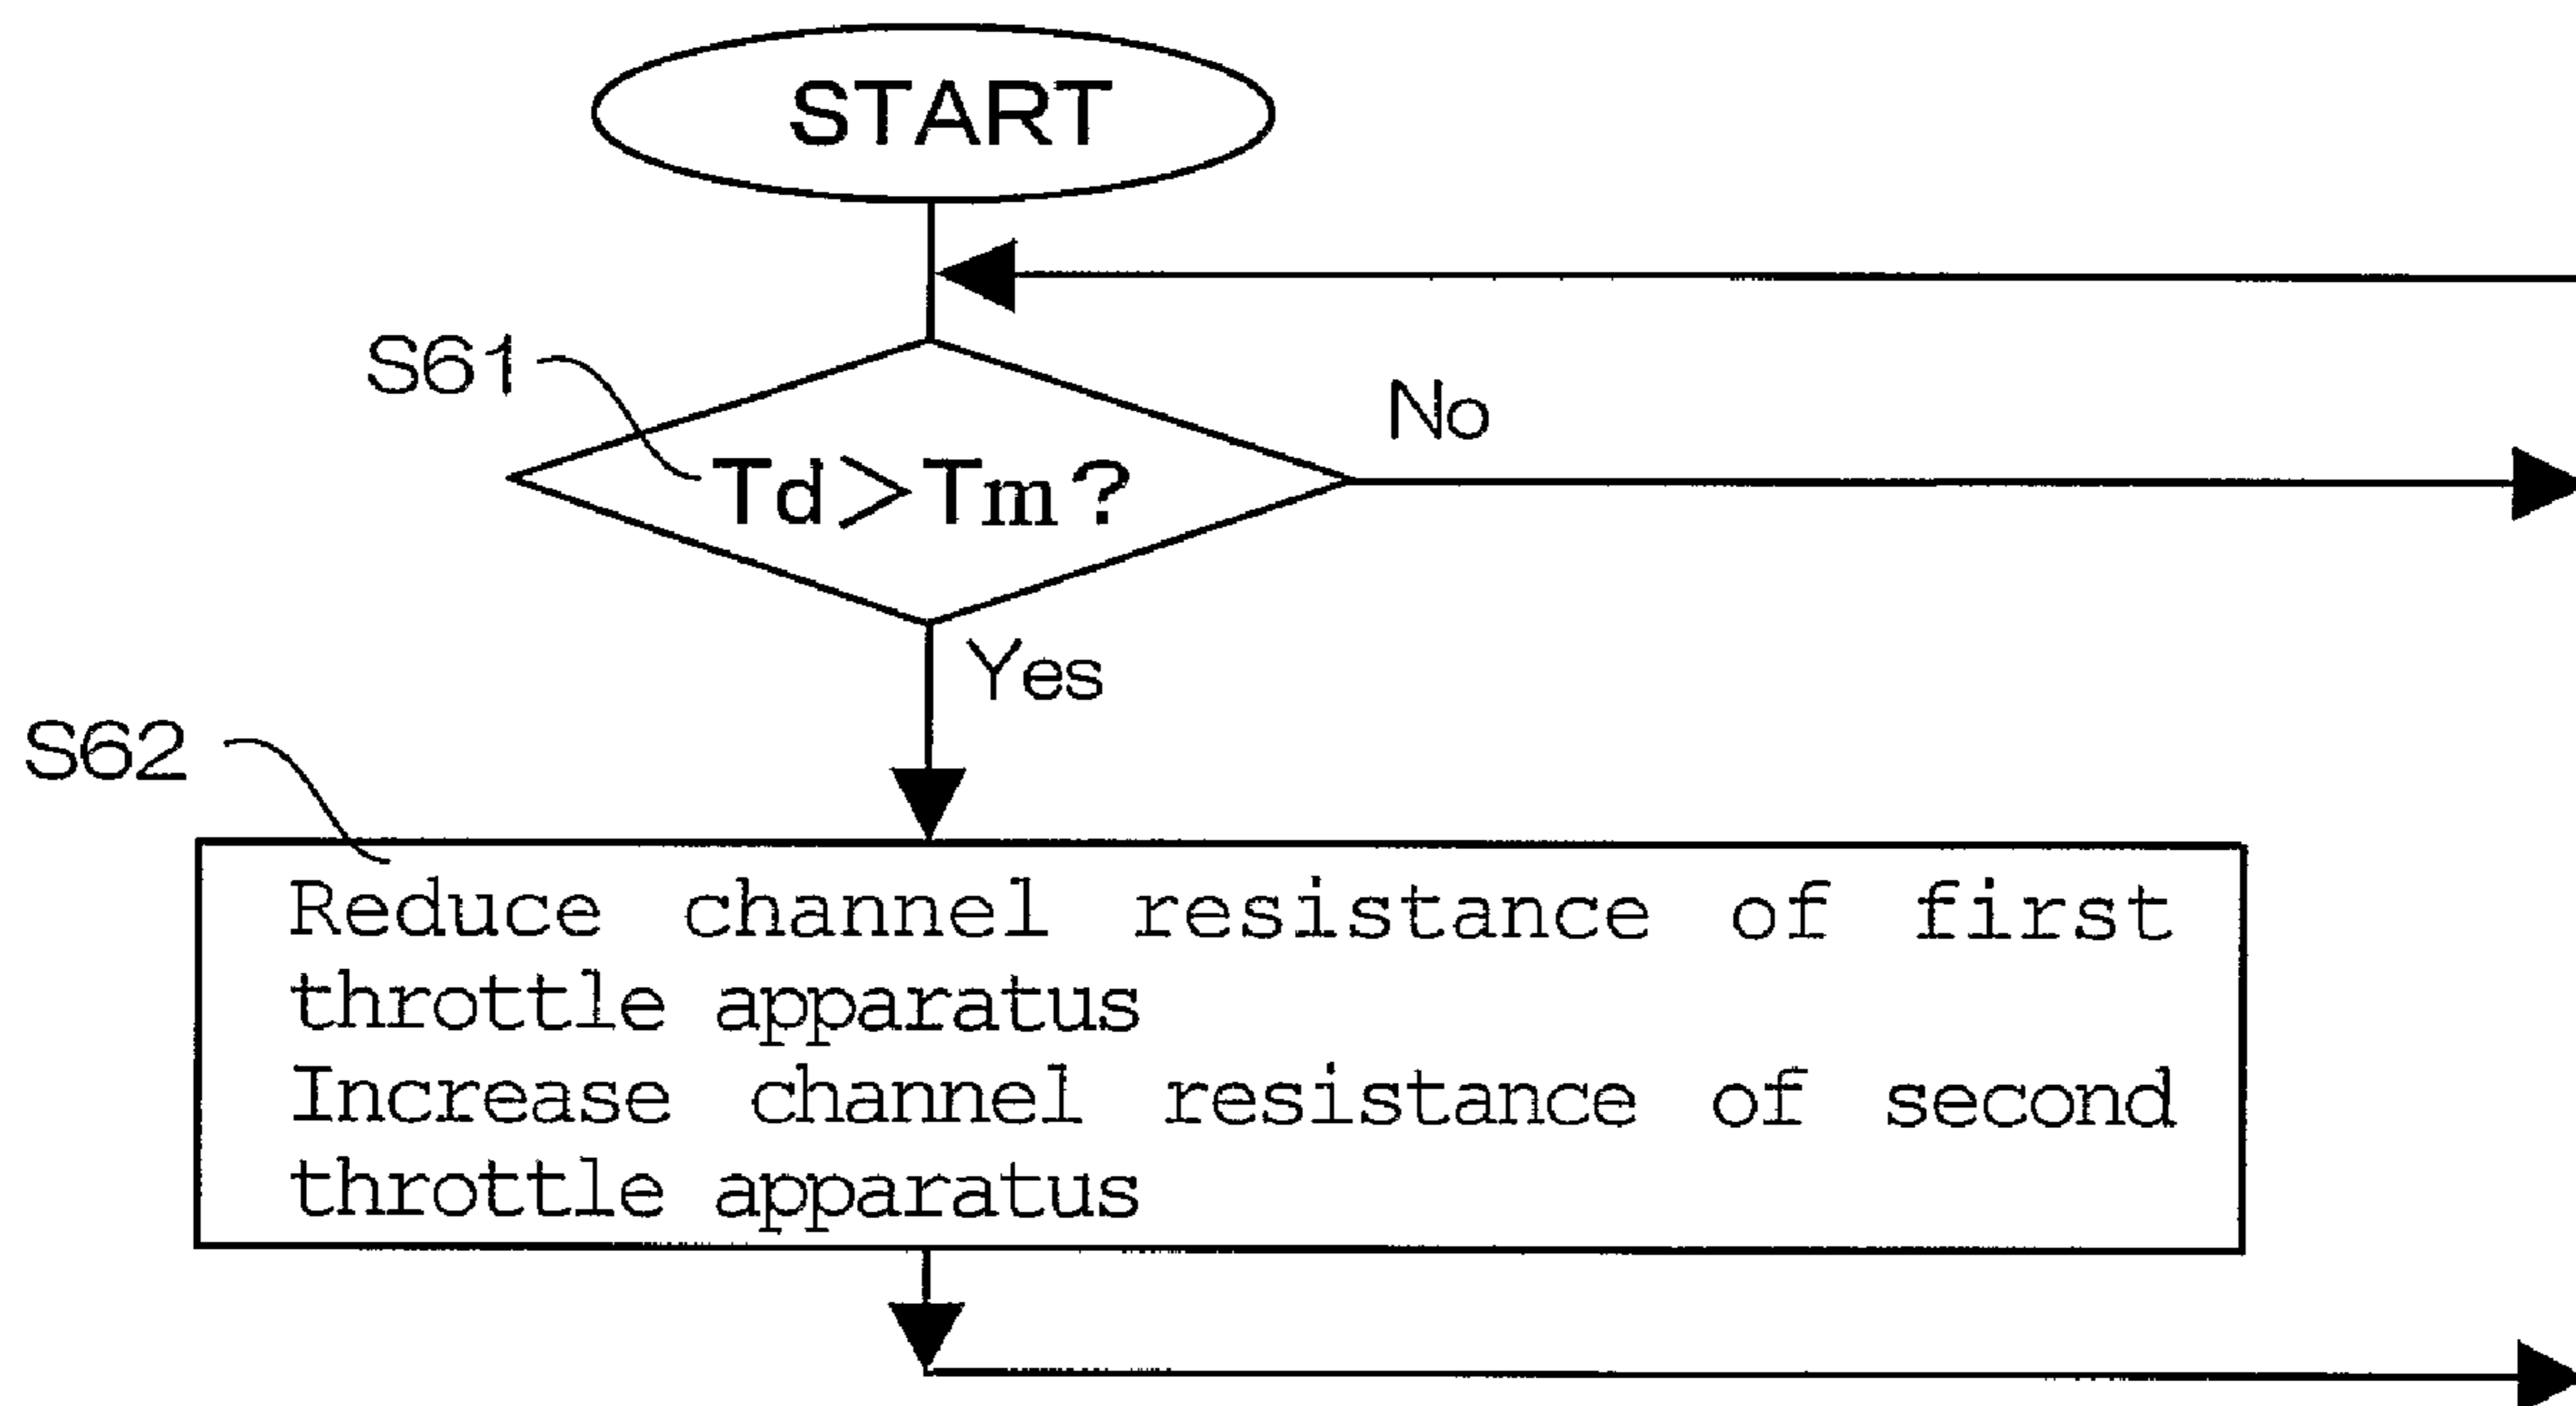 START
S61
No
Td>Tm?
Yes
S62
Reduce channel resistance of first
throttle apparatus
Increase channel resistance of second
throttle apparatus